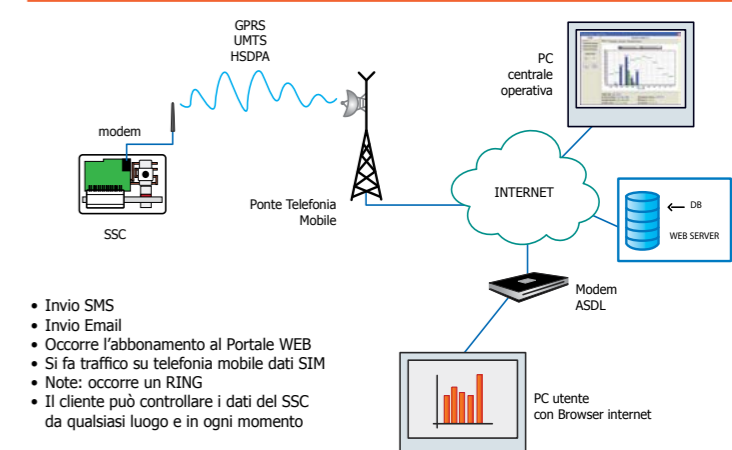 GPRS
UMTS
HSDPA
PC
centrale
operativa
modem
SSC
Ponte Telefonia
Mobile
INTERNET
← DB
WEB SERVER
Modem
ASDL
• Invio SMS
• Invio Email
• Occorre l'abbonamento al Portale WEB
• Si fa traffico su telefonia mobile dati SIM
• Note: occorre un RING
• Il cliente può controllare i dati del SSC
da qualsiasi luogo e in ogni momento
PC utente
con Browser internet